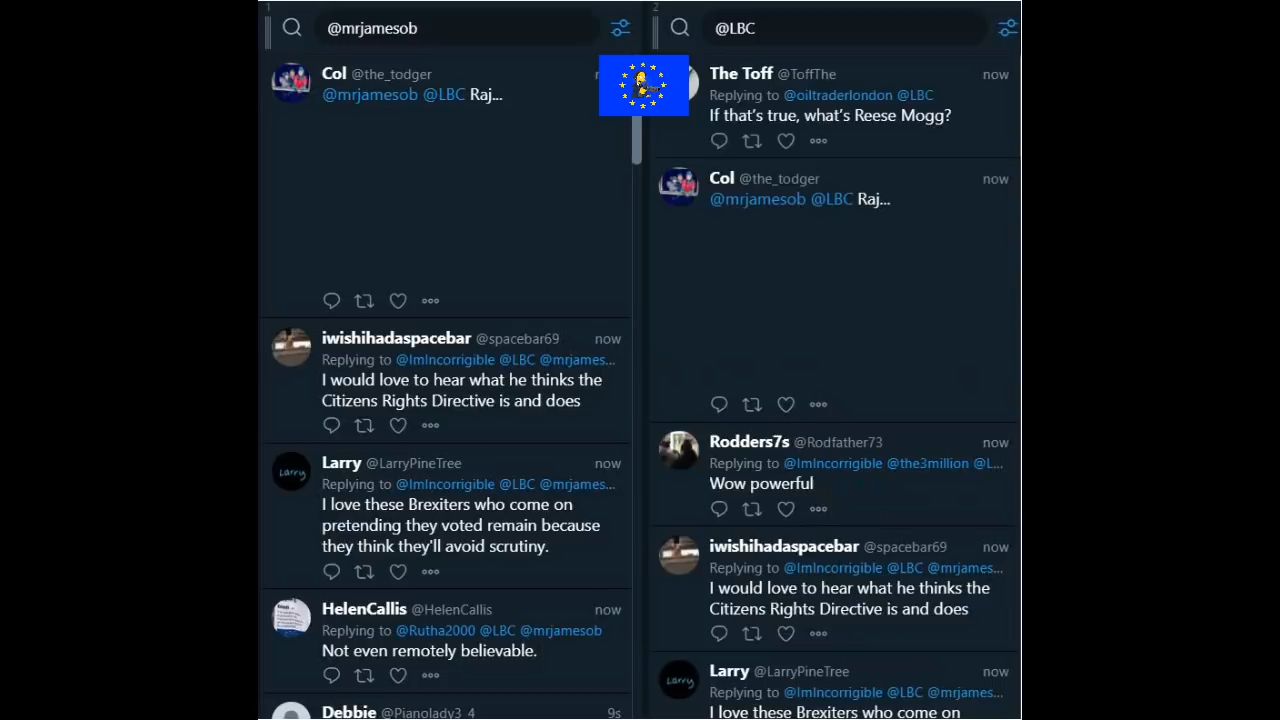 1
@mrjamesob
Col @the_todger
@mrjamesob @LBC Raj...
iwishihadaspacebar @spacebar69 now
Replying to @ImIncorrigible @LBC @mrjames...
I would love to hear what he thinks the
Citizens Rights Directive is and does
Larry @LarryPineTree now
Replying to @ImIncorrigible @LBC @mrjames...
I love these Brexiters who come on
pretending they voted remain because
they think they'll avoid scrutiny.
HelenCallis @HelenCallis now
Replying to @Rutha2000 @LBC @mrjamesob
Not even remotely believable.
Debbie @Pianolady3_4 9s
2
@LBC
The Toff @ToffThe now
Replying to @oiltraderlondon @LBC
If that’s true, what’s Reese Mogg?
Col @the_todger now
@mrjamesob @LBC Raj...
Rodders7s @Rodfather73 now
Replying to @ImIncorrigible @the3million @L...
Wow powerful
iwishihadaspacebar @spacebar69 now
Replying to @ImIncorrigible @LBC @mrjames...
I would love to hear what he thinks the
Citizens Rights Directive is and does
Larry @LarryPineTree now
Replying to @ImIncorrigible @LBC @mrjames...
I love these Brexiters who come on